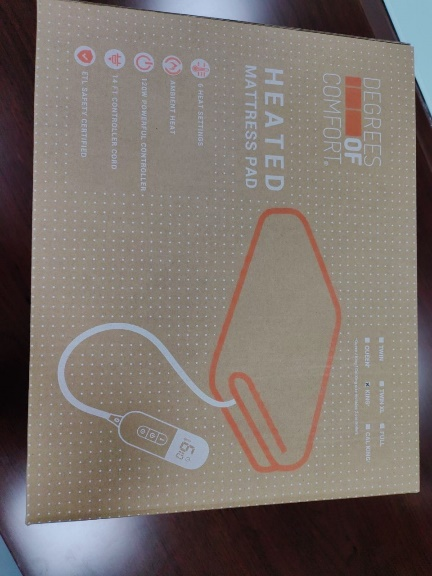 DEGREES
OF
COMFORT.
HEATED
MATTRESS PAD
9 HEAT SETTINGS
AMBIENT HEAT
120W POWERFUL CONTROLLER
14 FT CONTROLLER CORD
ETL SAFETY CERTIFIED
TWIN
TWIN XL
FULL
QUEEN
KING
CAL KING